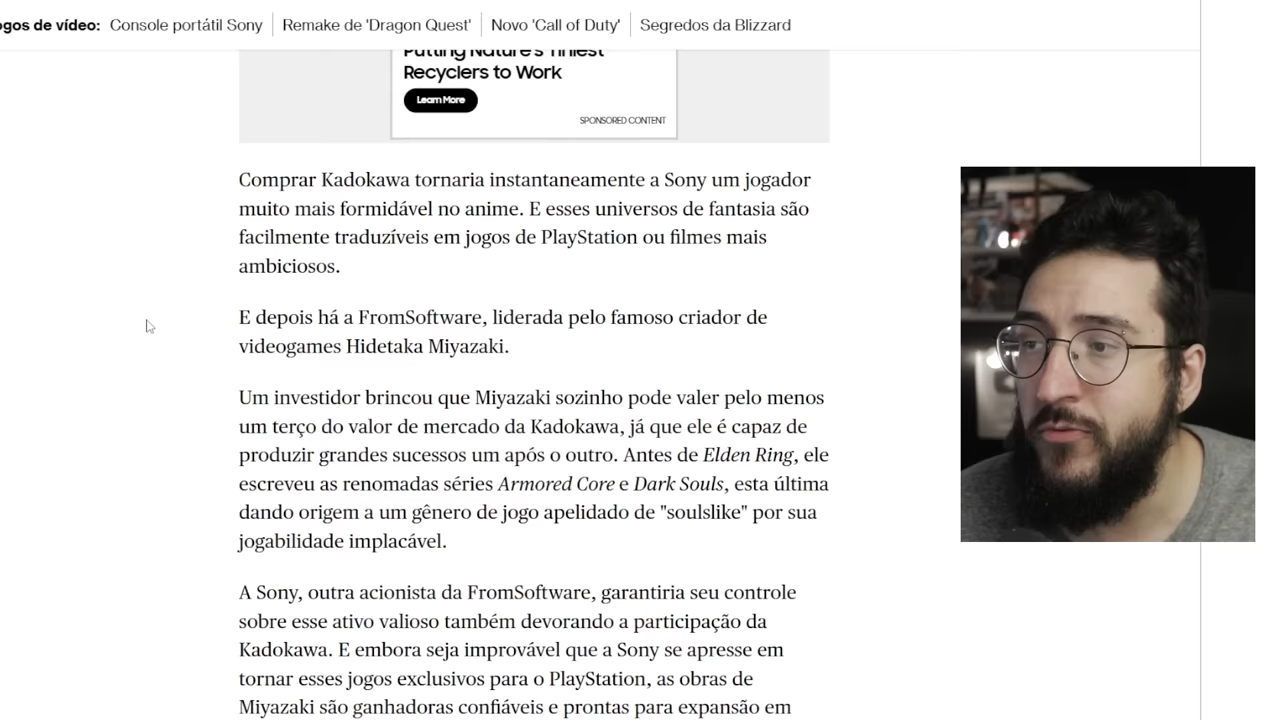 ogos de vídeo: Console portátil Sony Remake de 'Dragon Quest' Novo 'Call of Duty' Segredos da Blizzard
Putting Nature's Tiniest
Recyclers to Work
Learn More
SPONSORED CONTENT
Comprar Kadokawa tornaria instantaneamente a Sony um jogador
muito mais formidável no anime. E esses universos de fantasia são
facilmente traduzíveis em jogos de PlayStation ou filmes mais
ambiciosos.
E depois há a FromSoftware, liderada pelo famoso criador de
videogames Hidetaka Miyazaki.
Um investidor brincou que Miyazaki sozinho pode valer pelo menos
um terço do valor de mercado da Kadokawa, já que ele é capaz de
produzir grandes sucessos um após o outro. Antes de Elden Ring, ele
escreveu as renomadas séries Armored Core e Dark Souls, esta última
dando origem a um gênero de jogo apelidado de "soulslike" por sua
jogabilidade implacável.
A Sony, outra acionista da FromSoftware, garantiria seu controle
sobre esse ativo valioso também devorando a participação da
Kadokawa. E embora seja improvável que a Sony se apresse em
tornar esses jogos exclusivos para o PlayStation, as obras de
Miyazaki são ganhadoras confiáveis e prontas para expansão em